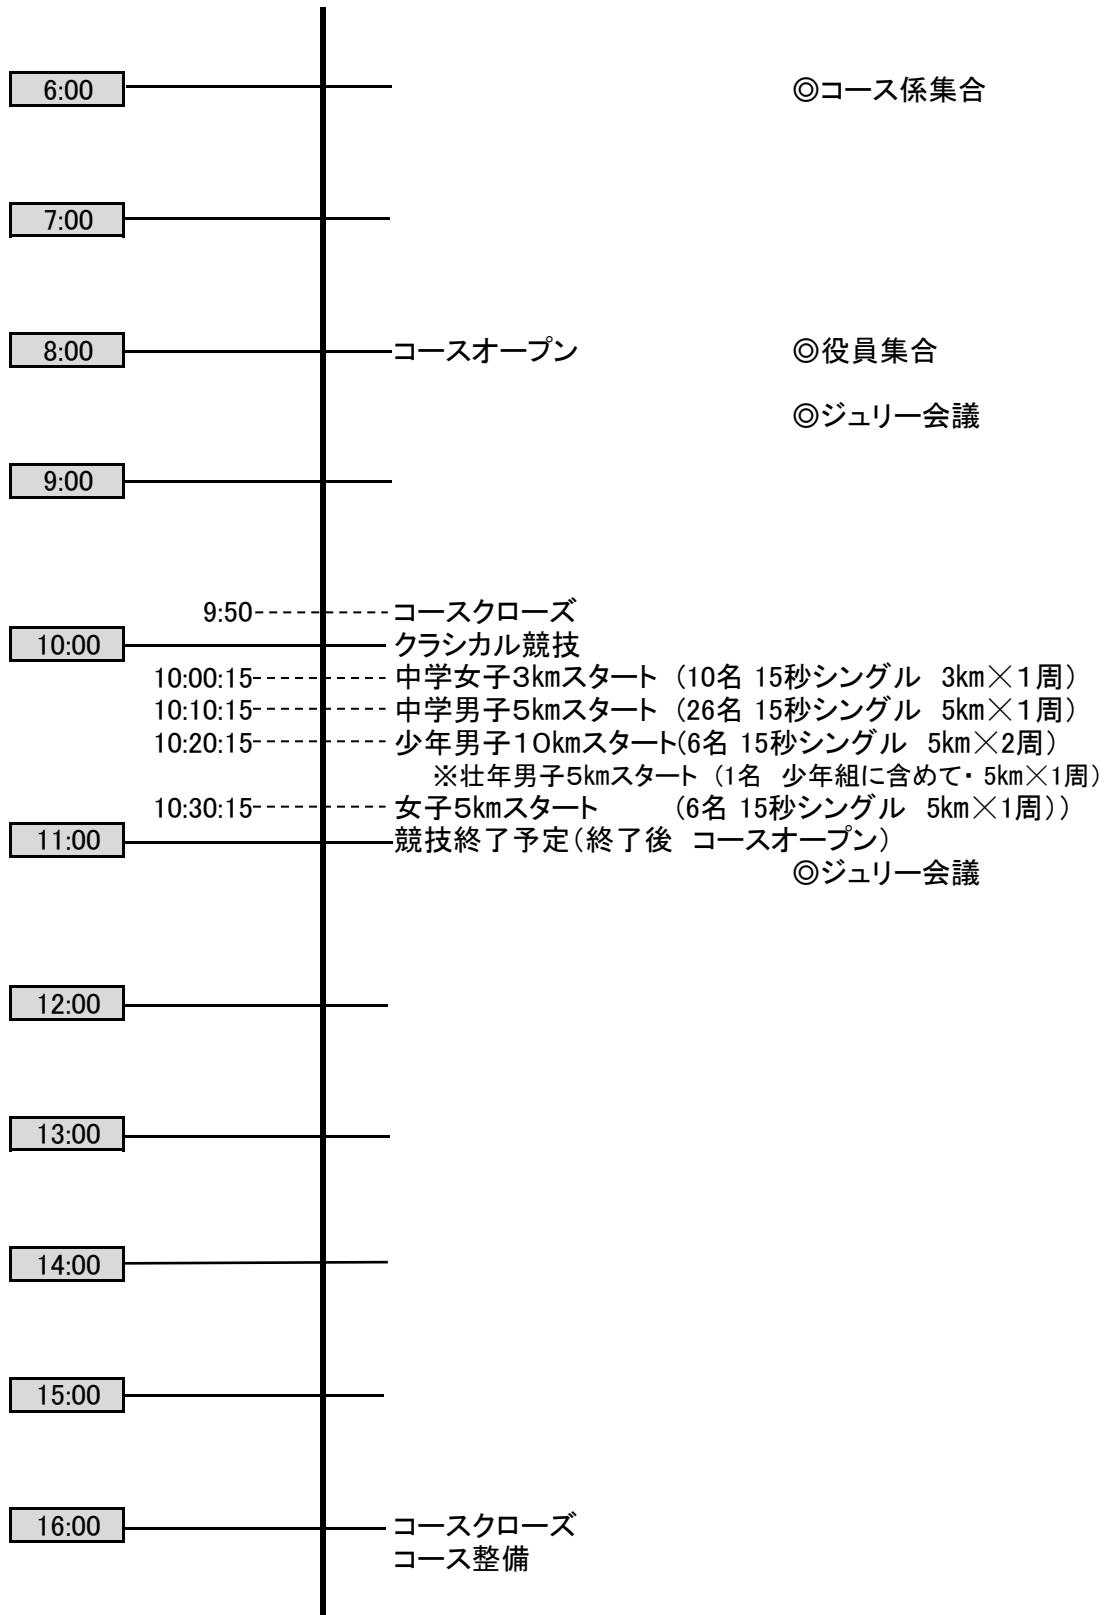 6:00 ◎コース係集合
7:00
8:00 コースオープン ◎役員集合
◎ジュリー会議
9:00
9:50 コースクローズ
10:00 クラシカル競技
10:00:15 中学女子３kmスタート （10名 15秒シングル　3km×１周）
10:10:15 中学男子５kmスタート （26名 15秒シングル　5km×１周）
10:20:15 少年男子１０kmスタート(6名 15秒シングル　5km×2周）
※壮年男子５kmスタート （1名　少年組に含めて・ 5km×1周）
10:30:15 女子５kmスタート　　　（6名 15秒シングル　5km×1周））
11:00 競技終了予定（終了後　コースオープン）
◎ジュリー会議
12:00
13:00
14:00
15:00
16:00 コースクローズ
コース整備